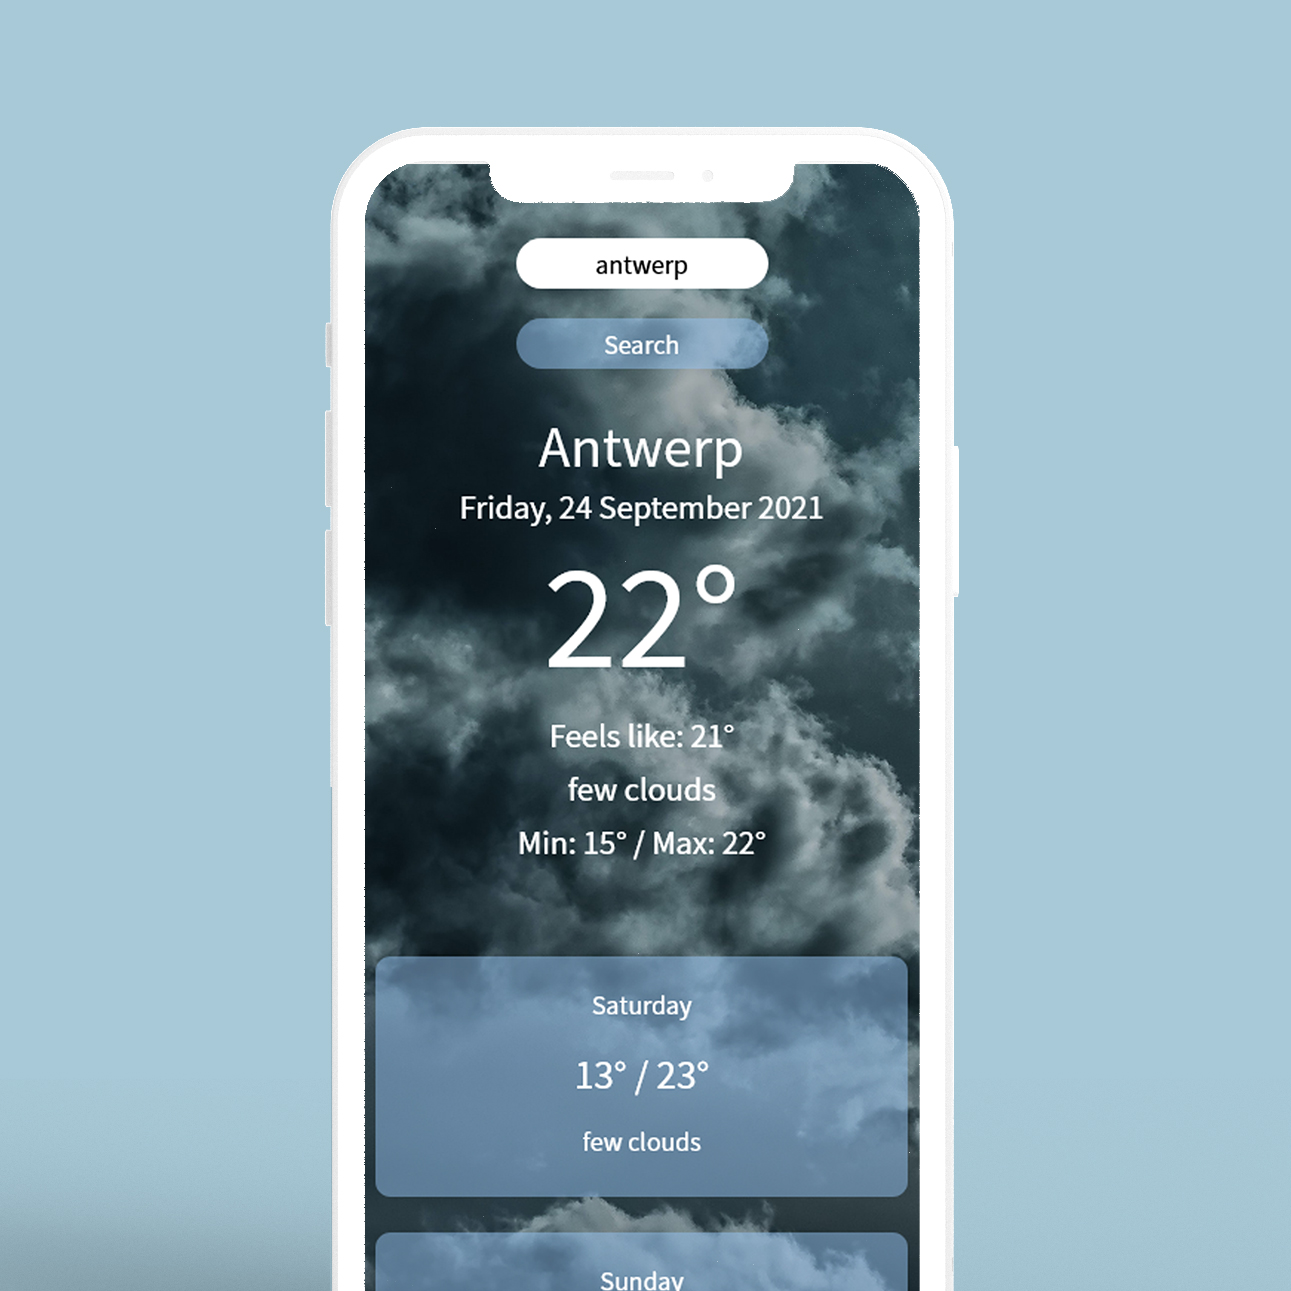 antwerp
Search
Antwerp
Friday, 24 September 2021
22°
Feels like: 21°
few clouds
Min: 15° / Max: 22°
Saturday
13° / 23°
few clouds
Sunday